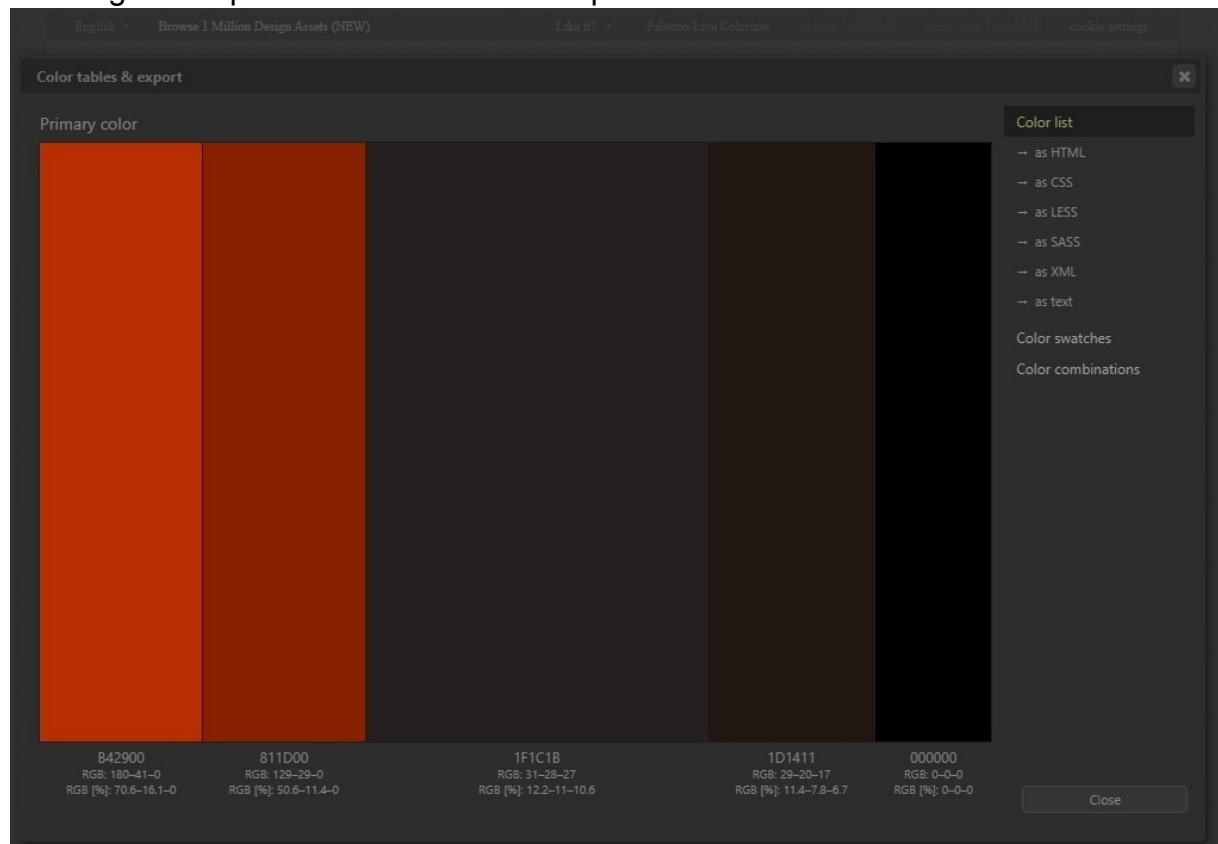 English
Browse 1 Million Design Assets (NEW)
Like it?
Paletton Live Colorizer
cookie settings
Color tables & export
Primary color
Color list
→ as HTML
→ as CSS
→ as LESS
→ as SASS
→ as XML
→ as text
Color swatches
Color combinations
B42900
RGB: 180–41–0
RGB [%]: 70.6–16.1–0
811D00
RGB: 129–29–0
RGB [%]: 50.6–11.4–0
1F1C1B
RGB: 31–28–27
RGB [%]: 12.2–11–10.6
1D1411
RGB: 29–20–17
RGB [%]: 11.4–7.8–6.7
000000
RGB: 0–0–0
RGB [%]: 0–0–0
Close